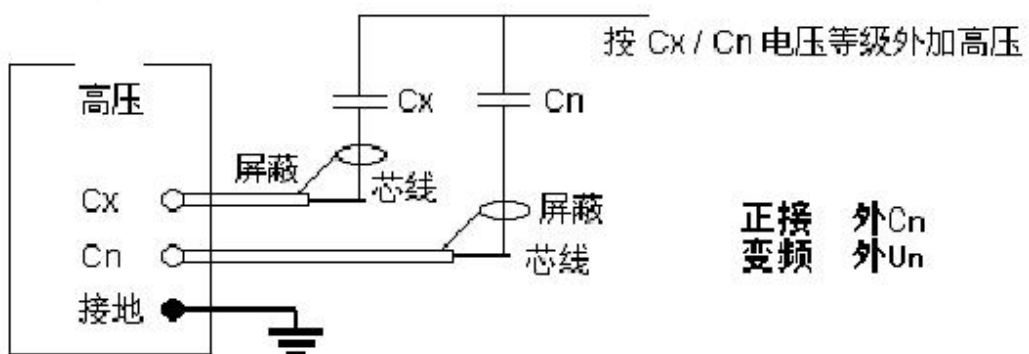 按 Cx / Cn 电压等级外加高压
高压
Cx
Cn
屏蔽
芯线
Cx
屏蔽
正接 外Cn
Cn
芯线
变频 外Un
接地